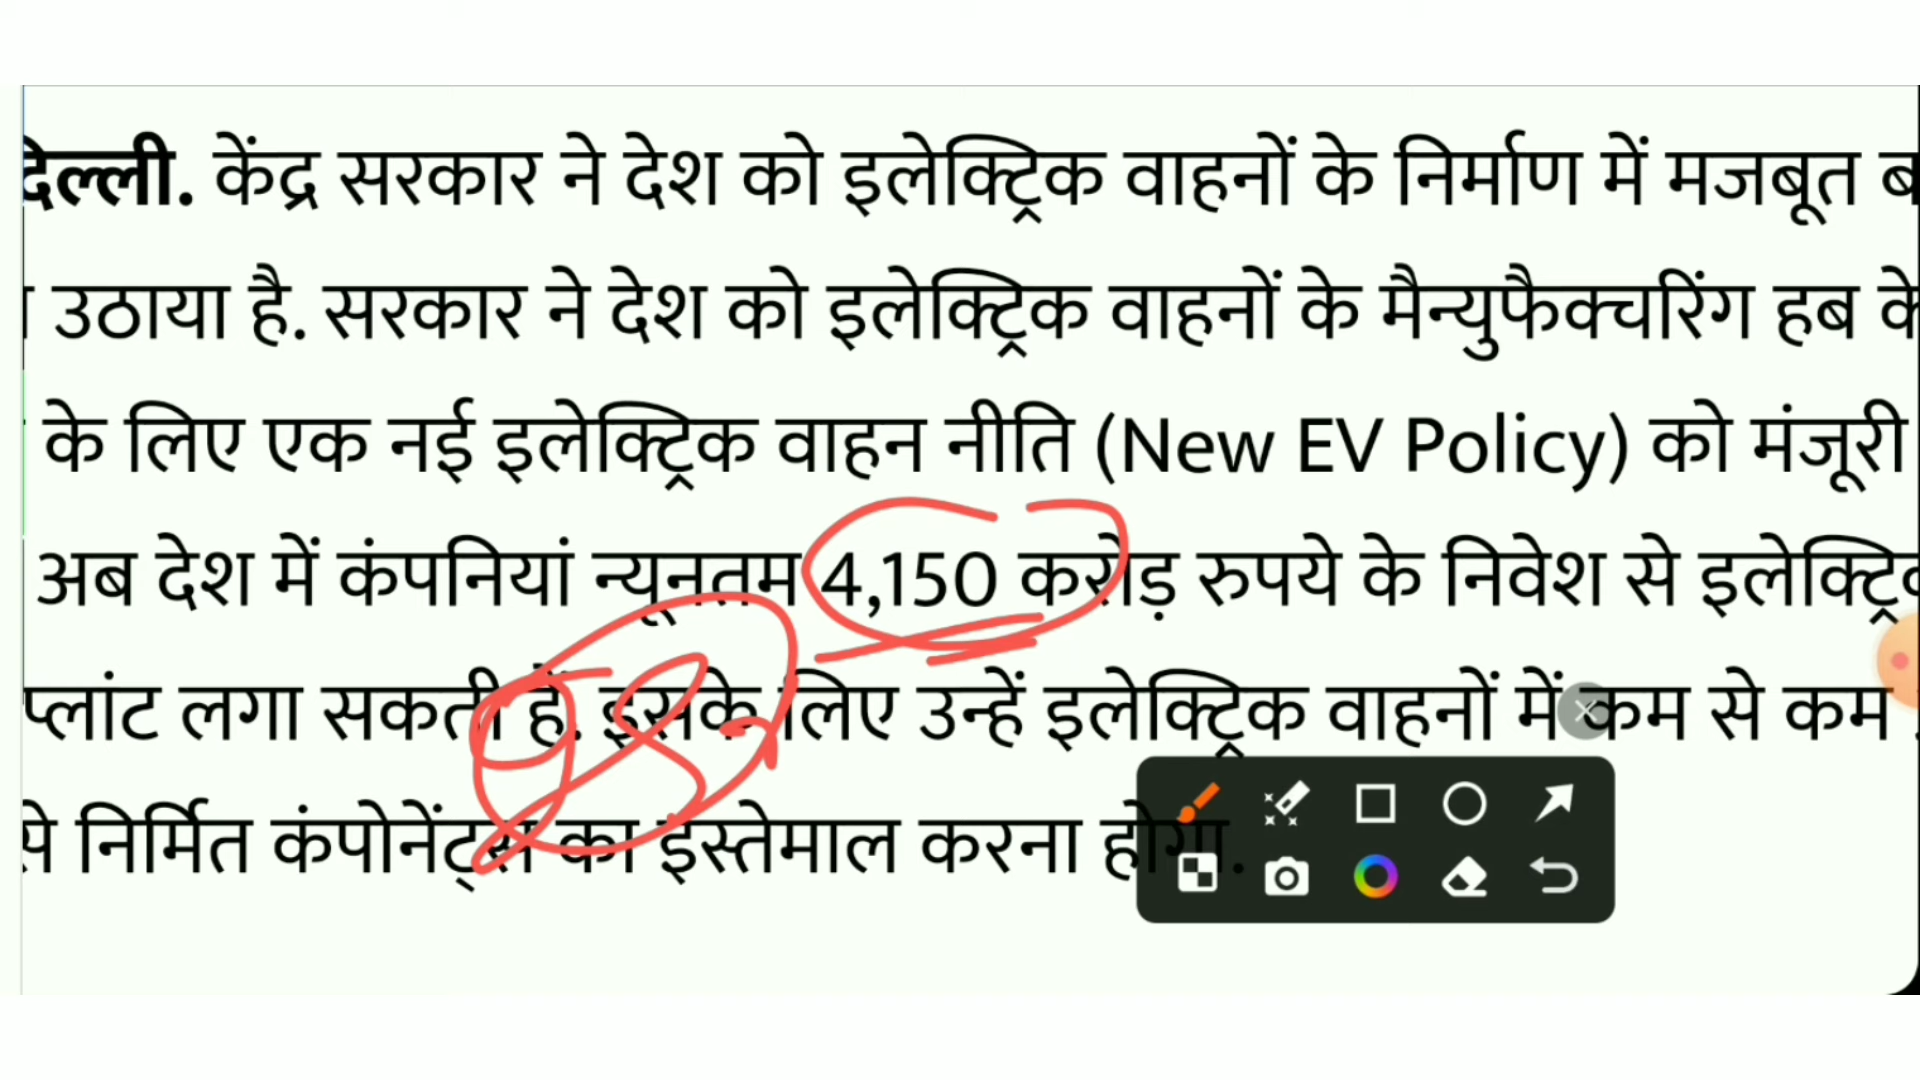 दिल्ली. केंद्र सरकार ने देश को इलेक्ट्रिक वाहनों के निर्माण में मजबूत
उठाया है. सरकार ने देश को इलेक्ट्रिक वाहनों के मैन्युफैक्चरिंग हब के
के लिए एक नई इलेक्ट्रिक वाहन नीति (New EV Policy) को मंजूरी
अब देश में कंपनियां न्यूनतम 4,150 करोड़ रुपये के निवेश से
प्लांट लगा सकती हैं. इसके लिए उन्हें इलेक्ट्रिक वाहनों में कम से कम
से निर्मित कंपोनेंट्स का इस्तेमाल करना होगा.